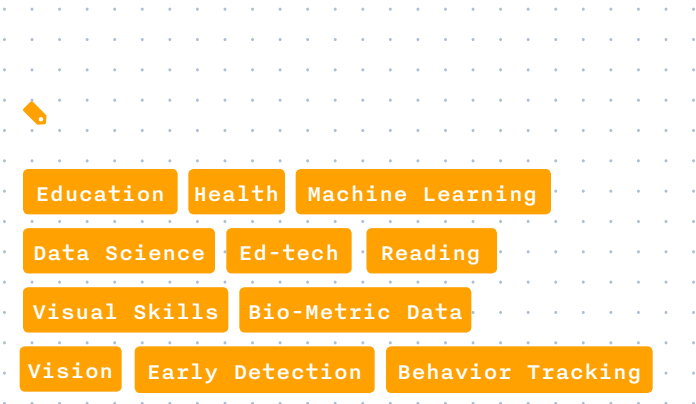 Education Health Machine Learning
Data Science Ed-tech Reading
Visual Skills Bio-Metric Data
Vision Early Detection Behavior Tracking